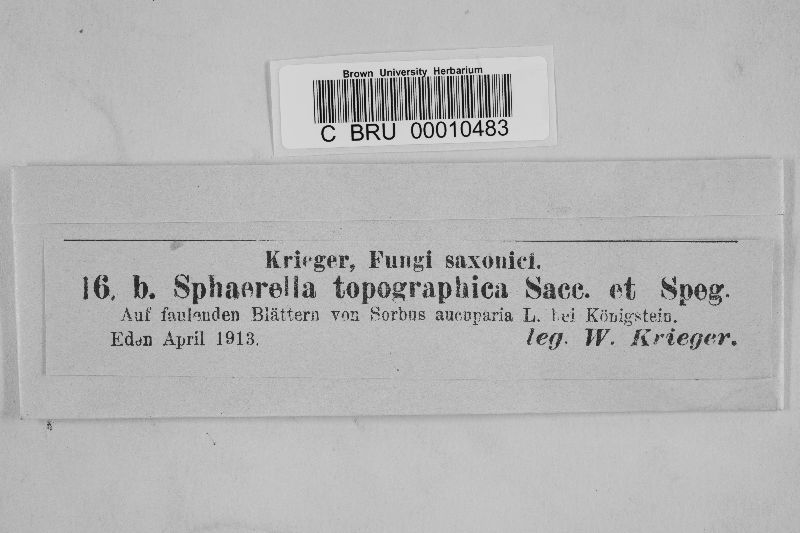 Brown University Herbarium
C BRU 00010483
Krieger, Fungi saxonici.
16. b. Sphaerella topographica Sacc. et Speg.
Auf faulenden Blättern von Sorbus aucuparia L. bei Königstein.
Eden April 1913.
leg. W. Krieger.